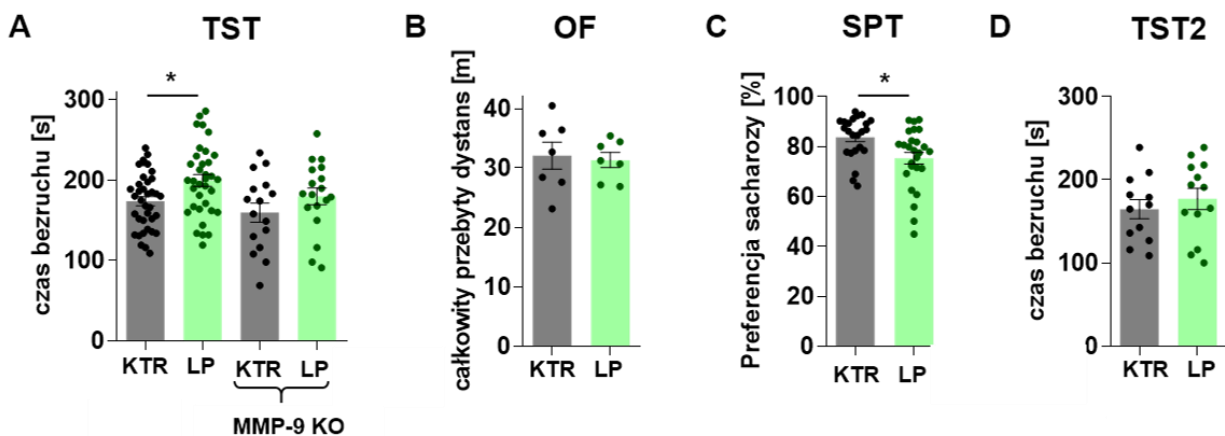 A TST
czas bezruchu [s]
300
200
100
0
*
KTR LP KTR LP
MMP-9 KO
B OF
całkowity przebyty dystans [m]
40
30
20
10
0
KTR LP
C SPT
Preferencja sacharozy [%]
100
80
60
40
20
0
*
KTR LP
D TST2
czas bezruchu [s]
300
200
100
0
KTR LP